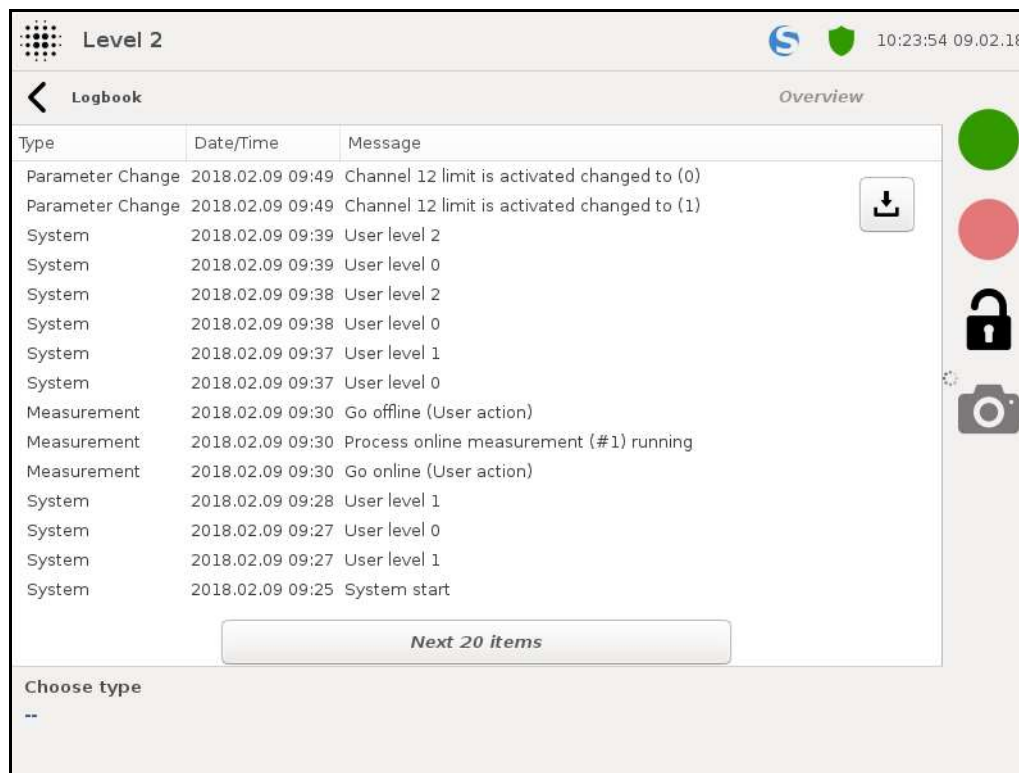 Level 2 10:23:54 09.02.18
Logbook Overview
Type Date/Time Message
Parameter Change 2018.02.09 09:49 Channel 12 limit is activated changed to (0)
Parameter Change 2018.02.09 09:49 Channel 12 limit is activated changed to (1)
System 2018.02.09 09:39 User level 2
System 2018.02.09 09:39 User level 0
System 2018.02.09 09:38 User level 2
System 2018.02.09 09:38 User level 0
System 2018.02.09 09:37 User level 1
System 2018.02.09 09:37 User level 0
Measurement 2018.02.09 09:30 Go offline (User action)
Measurement 2018.02.09 09:30 Process online measurement (#1) running
Measurement 2018.02.09 09:30 Go online (User action)
System 2018.02.09 09:28 User level 1
System 2018.02.09 09:27 User level 0
System 2018.02.09 09:27 User level 1
System 2018.02.09 09:25 System start
Next 20 items
Choose type
--